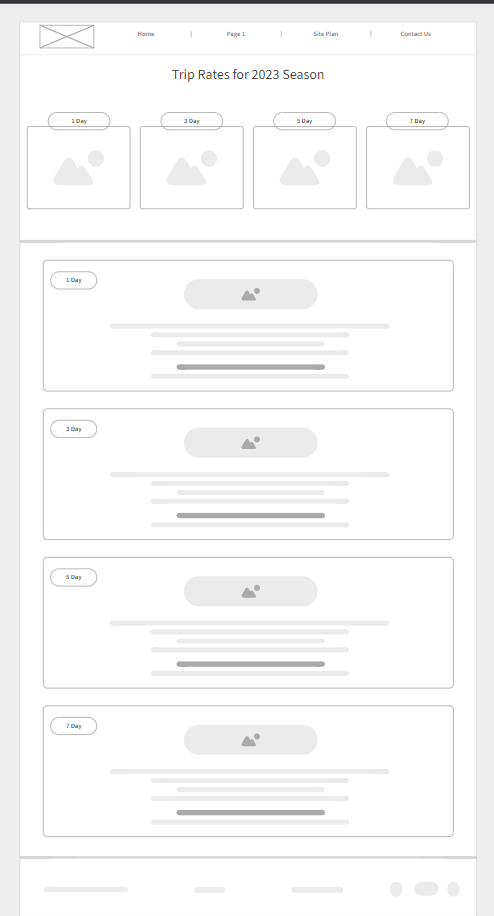 Home | Page 1 | Site Plan | Contact Us
Trip Rates for 2023 Season
1 Day 3 Day 5 Day 7 Day
1 Day
3 Day
5 Day
7 Day